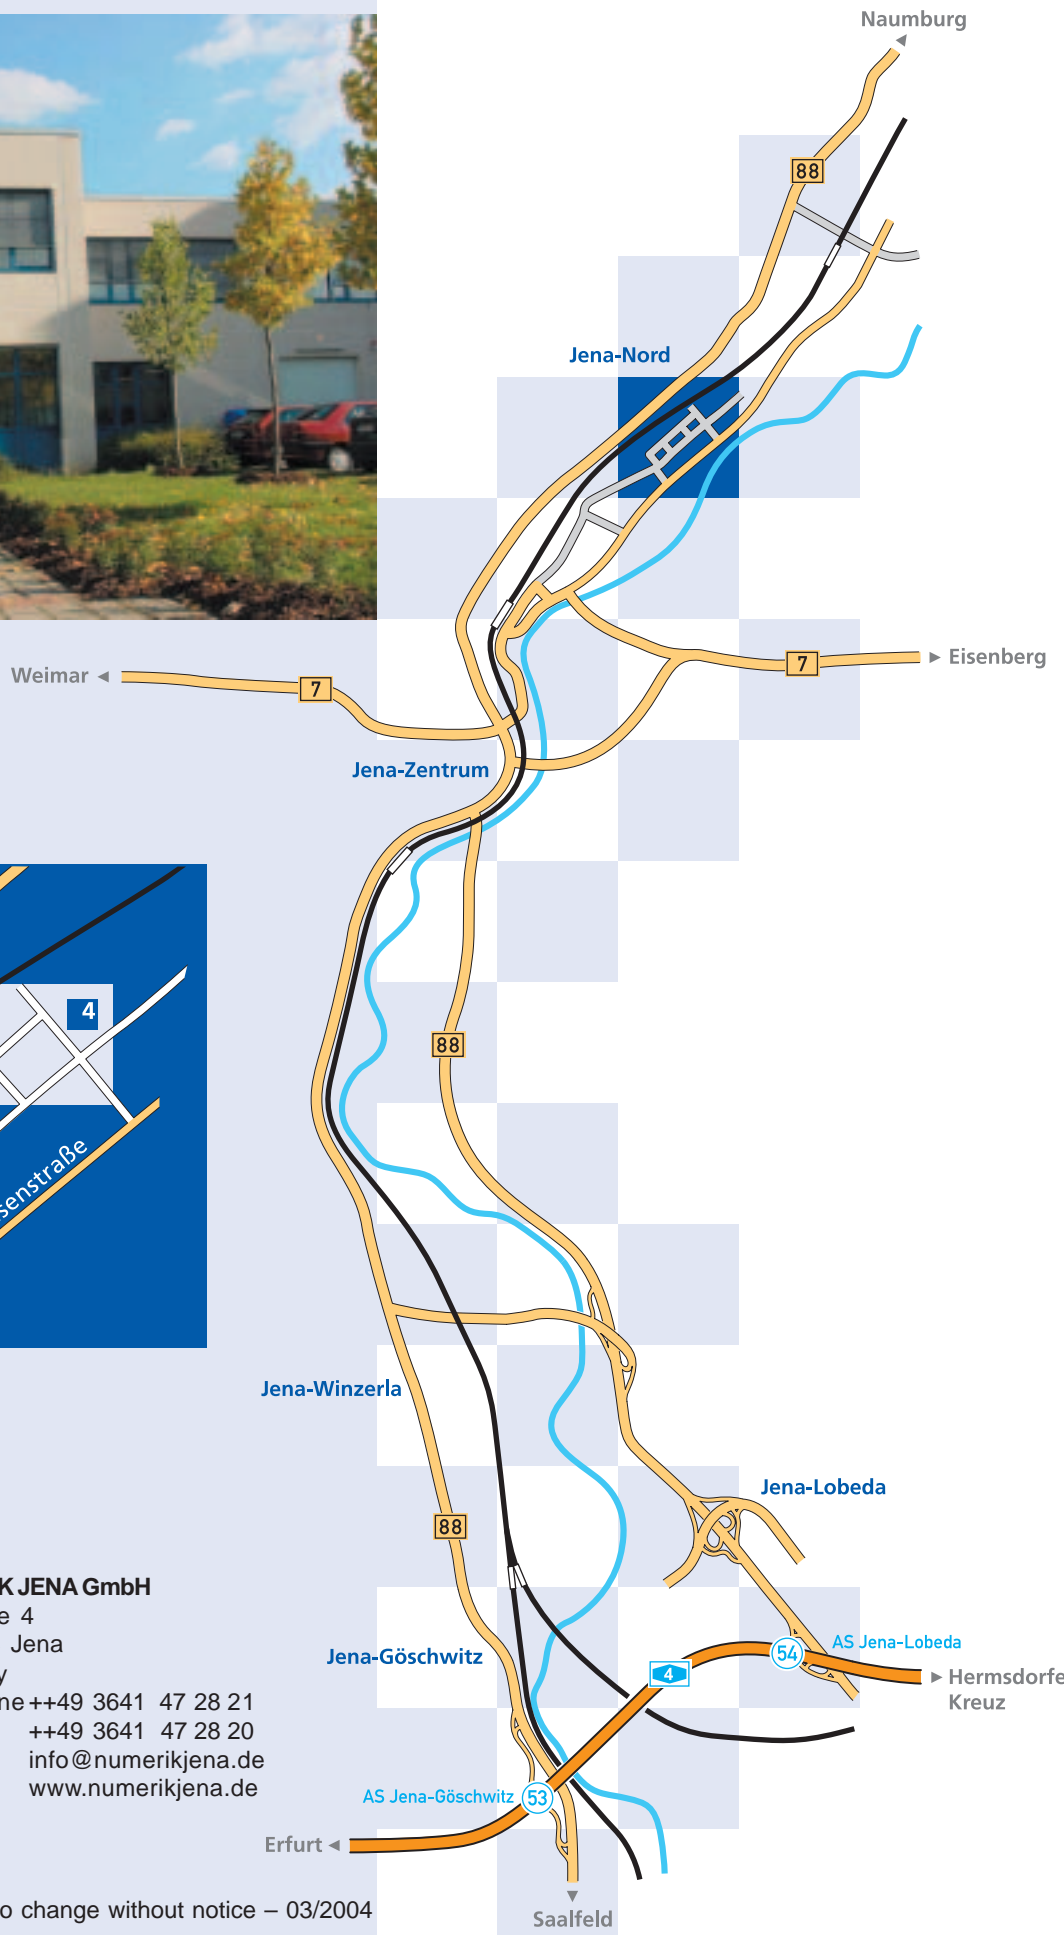 Naumburg
88
Jena-Nord
Weimar
7
7
Eisenberg
Jena-Zentrum
4
88
Jena-Winzerla
Jena-Lobeda
88
K JENA GmbH
e 4
Jena
y
Jena-Göschwitz
4
54
AS Jena-Lobeda
Hermsdorfe
Kreuz
ne ++49 3641 47 28 21
++49 3641 47 28 20
info@numerikjena.de
www.numerikjena.de
AS Jena-Göschwitz
53
Erfurt
o change without notice – 03/2004
Saalfeld
senstraße